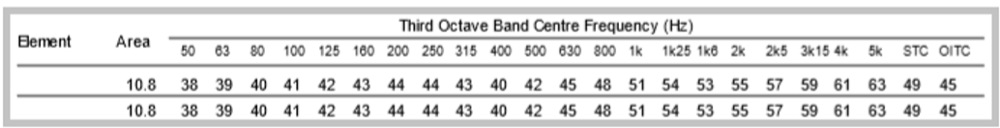 Third Octave Band Centre Frequency (Hz)
Element Area 50 63 80 100 125 160 200 250 315 400 500 630 800 1k 1k25 1k6 2k 2k5 3k15 4k 5k STC OITC
10.8 38 39 40 41 42 43 44 44 43 40 42 45 48 51 54 53 55 57 59 61 63 49 45
10.8 38 39 40 41 42 43 44 44 43 40 42 45 48 51 54 53 55 57 59 61 63 49 45